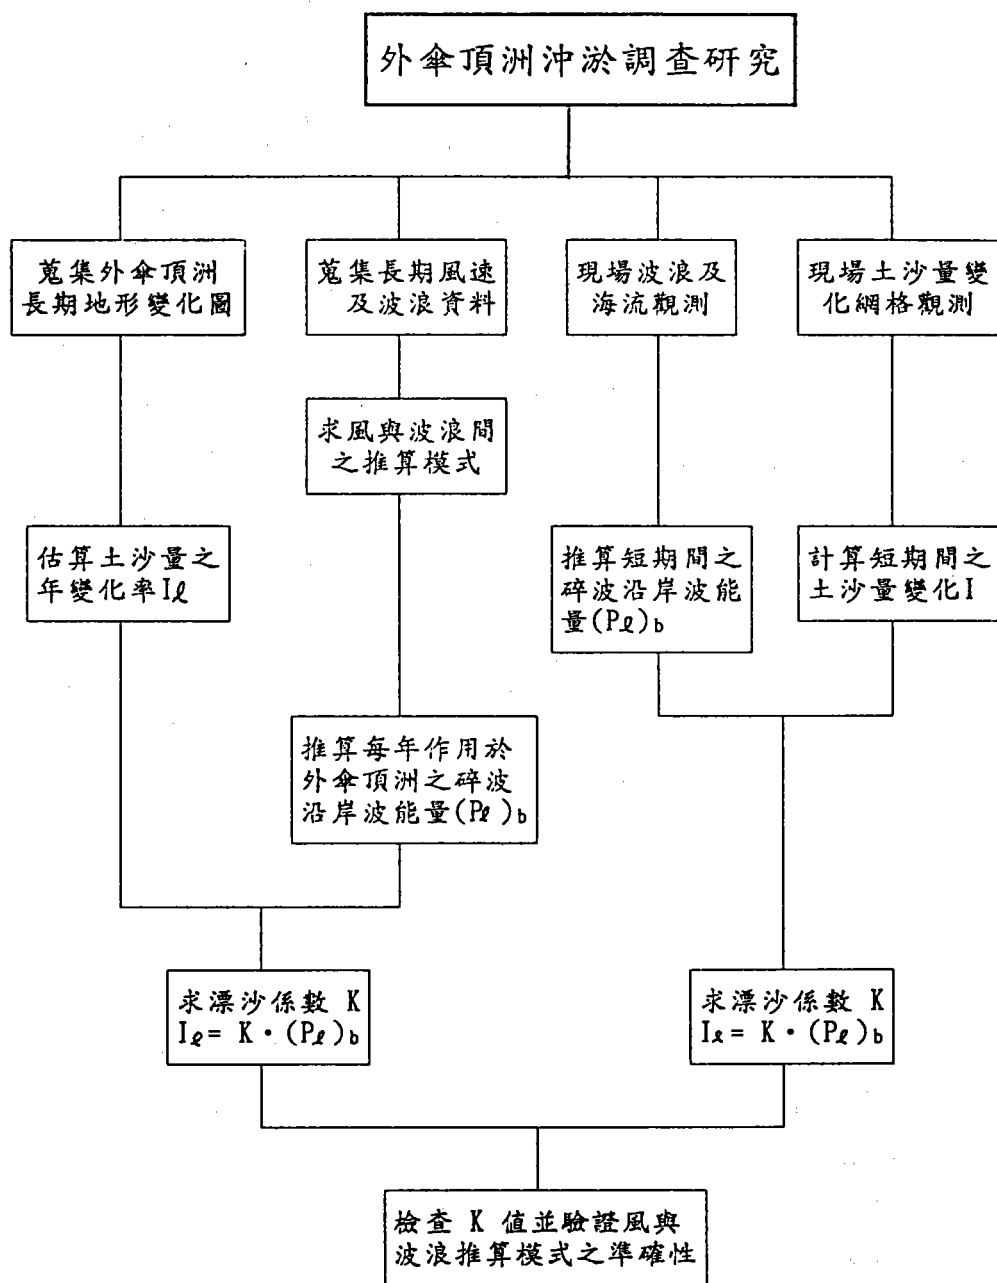 外傘頂洲沖淤調查研究
蒐集外傘頂洲
長期地形變化圖
蒐集長期風速
及波浪資料
現場波浪及
海流觀測
現場土沙量變
化網格觀測
求風與波浪間
之推算模式
估算土沙量之
年變化率Iℓ
推算短期間之
碎波沿岸波能
量(Pℓ)b
計算短期間之
土沙量變化I
推算每年作用於
外傘頂洲之碎波
沿岸波能量(Pℓ)b
求漂沙係數 K
Iℓ= K·(Pℓ)b
求漂沙係數 K
Iℓ= K·(Pℓ)b
檢查 K 值並驗證風與
波浪推算模式之準確性